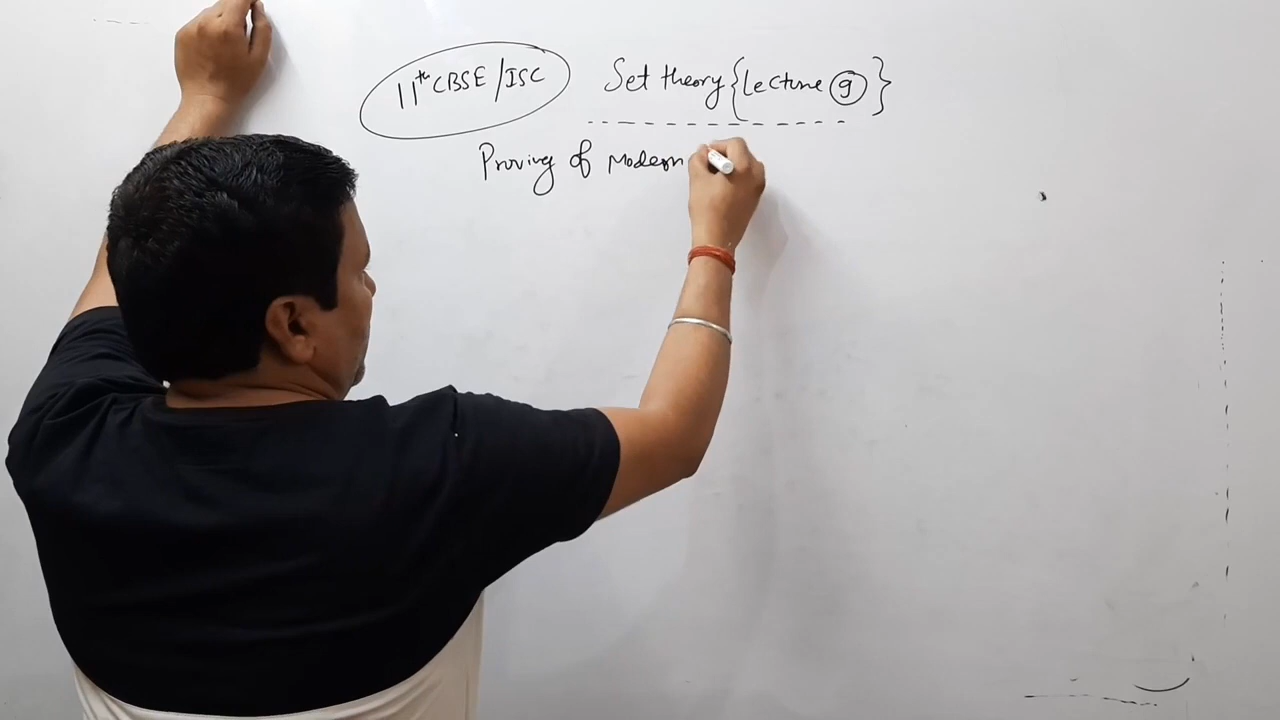 11th CBSE/ISC Set theory {Lecture 9}
Proving of Modern